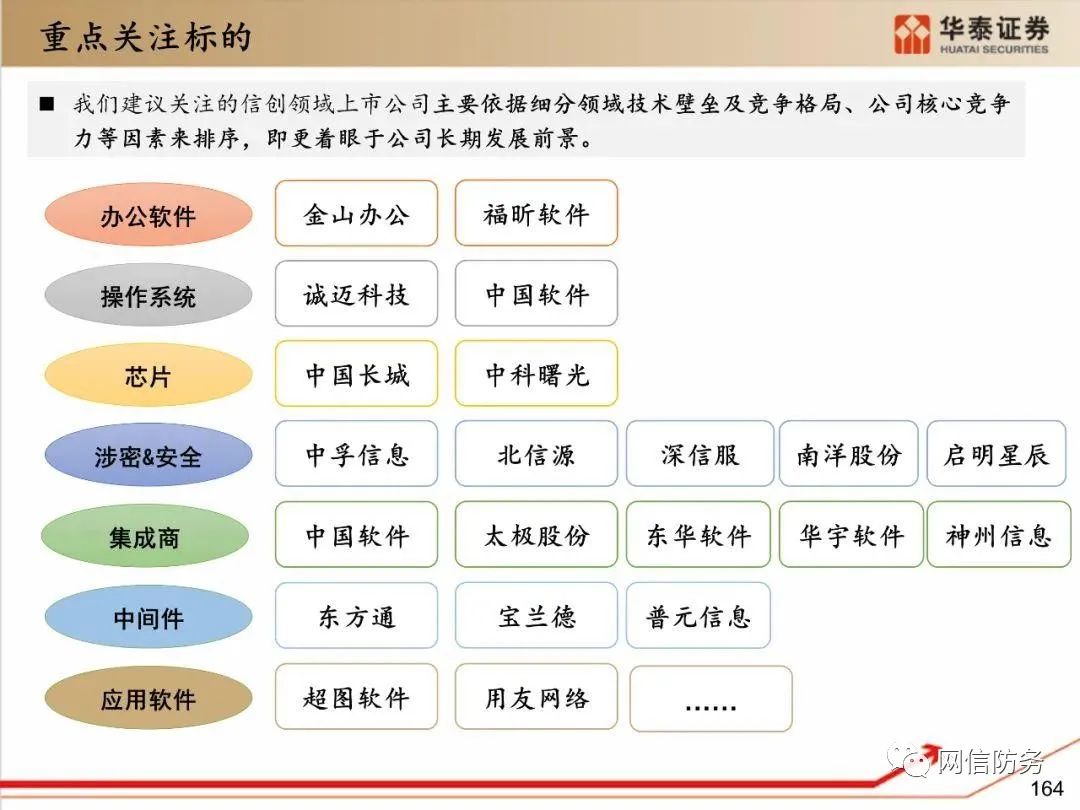 重点关注标的
华泰证券
HUATAI SECURITIES
■ 我们建议关注的信创领域上市公司主要依据细分领域技术壁垒及竞争格局、公司核心竞争
力等因素来排序，即更着眼于公司长期发展前景。
办公软件 金山办公 福昕软件
操作系统 诚迈科技 中国软件
芯片 中国长城 中科曙光
涉密&安全 中孚信息 北信源 深信服 南洋股份 启明星辰
集成商 中国软件 太极股份 东华软件 华宇软件 神州信息
中间件 东方通 宝兰德 普元信息
应用软件 超图软件 用友网络 ……
网信防务
164